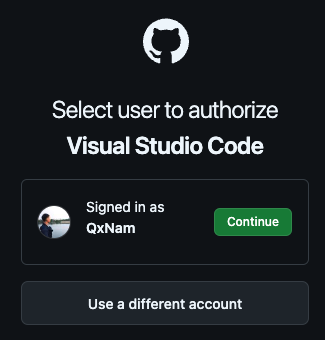 Select user to authorize
Visual Studio Code
Signed in as
QxNam
Continue
Use a different account